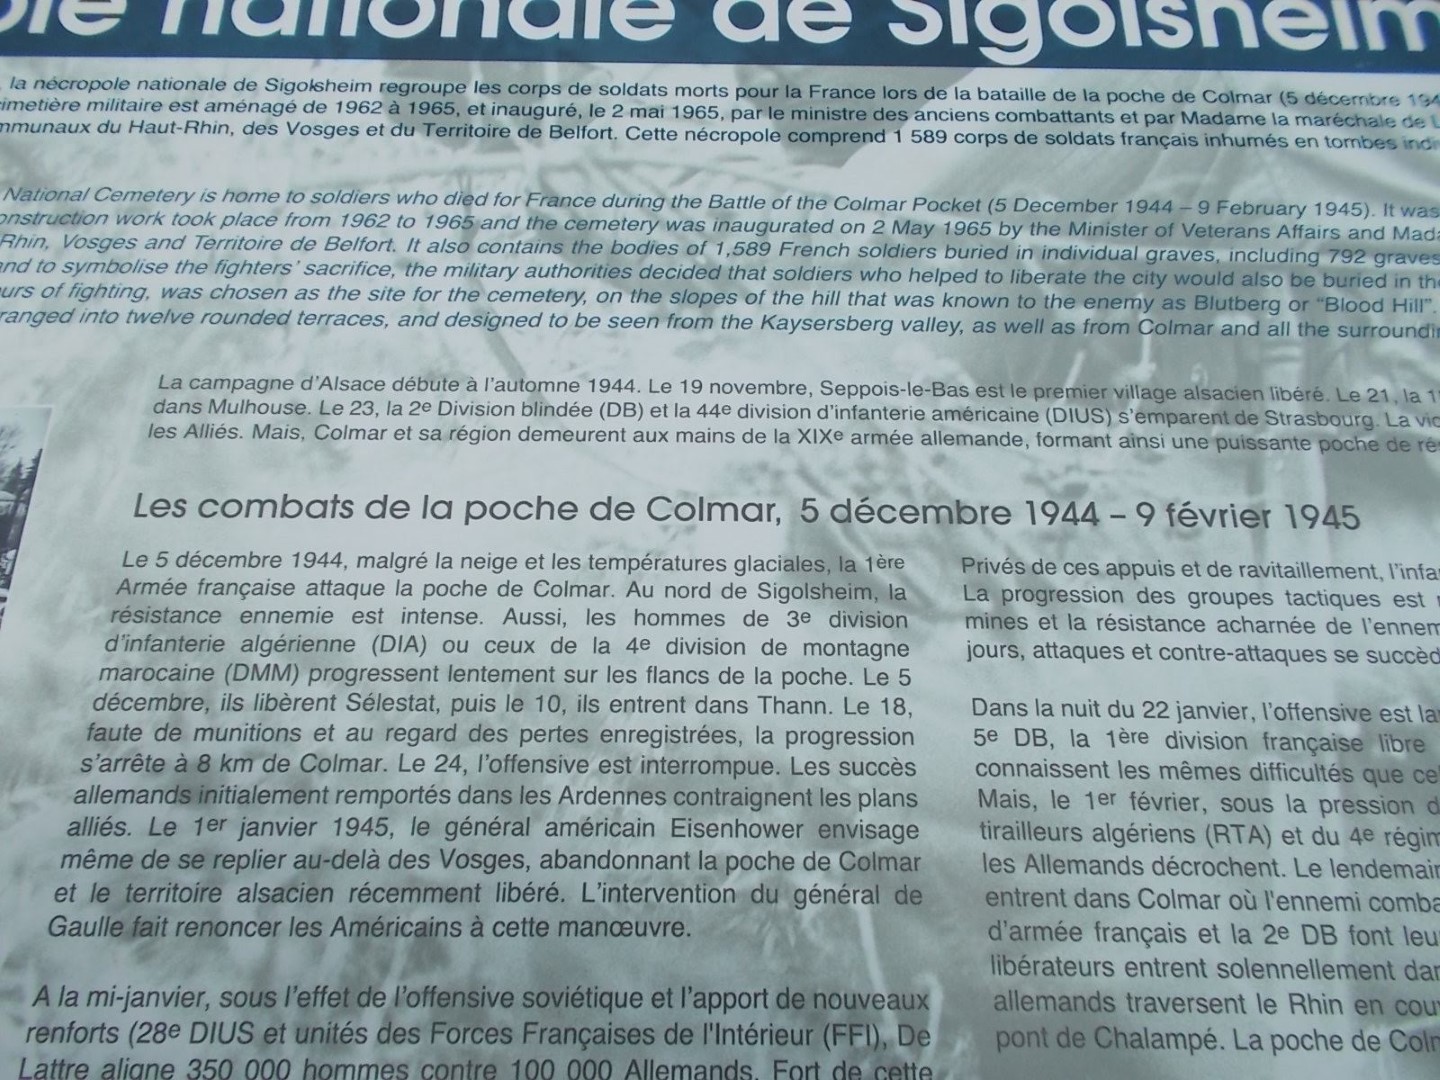 nationale de Sigolsheim
la nécropole nationale de Sigolsheim regroupe les corps de soldats morts pour la France lors de la bataille de la poche de Colmar (5 décembre 194
imetière militaire est aménagé de 1962 à 1965, et inauguré, le 2 mai 1965, par le ministre des anciens combattants et par Madame la maréchale de L
mmunaux du Haut-Rhin, des Vosges et du Territoire de Belfort. Cette nécropole comprend 1 589 corps de soldats français inhumés en tombes indi
National Cemetery is home to soldiers who died for France during the Battle of the Colmar Pocket (5 December 1944 – 9 February 1945). It was
onstruction work took place from 1962 to 1965 and the cemetery was inaugurated on 2 May 1965 by the Minister of Veterans Affairs and Mada
Rhin, Vosges and Territoire de Belfort. It also contains the bodies of 1,589 French soldiers buried in individual graves, including 792 graves
and to symbolise the fighters' sacrifice, the military authorities decided that soldiers who helped to liberate the city would also be buried in the
urs of fighting, was chosen as the site for the cemetery, on the slopes of the hill that was known to the enemy as Blutberg or “Blood Hill”.
ranged into twelve rounded terraces, and designed to be seen from the Kaysersberg valley, as well as from Colmar and all the surroundin
La campagne d'Alsace débute à l'automne 1944. Le 19 novembre, Seppois-le-Bas est le premier village alsacien libéré. Le 21, la 1
dans Mulhouse. Le 23, la 2e Division blindée (DB) et la 44e division d'infanterie américaine (DIUS) s'emparent de Strasbourg. La vic
les Alliés. Mais, Colmar et sa région demeurent aux mains de la XIXe armée allemande, formant ainsi une puissante poche de ré
Les combats de la poche de Colmar, 5 décembre 1944 – 9 février 1945
Le 5 décembre 1944, malgré la neige et les températures glaciales, la 1ère
Armée française attaque la poche de Colmar. Au nord de Sigolsheim, la
résistance ennemie est intense. Aussi, les hommes de 3e division
d'infanterie algérienne (DIA) ou ceux de la 4e division de montagne
marocaine (DMM) progressent lentement sur les flancs de la poche. Le 5
décembre, ils libèrent Sélestat, puis le 10, ils entrent dans Thann. Le 18,
faute de munitions et au regard des pertes enregistrées, la progression
s'arrête à 8 km de Colmar. Le 24, l'offensive est interrompue. Les succès
allemands initialement remportés dans les Ardennes contraignent les plans
alliés. Le 1er janvier 1945, le général américain Eisenhower envisage
même de se replier au-delà des Vosges, abandonnant la poche de Colmar
et le territoire alsacien récemment libéré. L'intervention du général de
Gaulle fait renoncer les Américains à cette manœuvre.
A la mi-janvier, sous l'effet de l'offensive soviétique et l'apport de nouveaux
renforts (28e DIUS et unités des Forces Françaises de l'Intérieur (FFI), De
Lattre aligne 350 000 hommes contre 100 000 Allemands. Fort de cette
Privés de ces appuis et de ravitaillement, l'infa
La progression des groupes tactiques est
mines et la résistance acharnée de l'ennem
jours, attaques et contre-attaques se succèd
Dans la nuit du 22 janvier, l'offensive est la
5e DB, la 1ère division française libre
connaissent les mêmes difficultés que ce
Mais, le 1er février, sous la pression d
tirailleurs algériens (RTA) et du 4e régim
les Allemands décrochent. Le lendemain
entrent dans Colmar où l'ennemi comba
d'armée français et la 2e DB font leu
libérateurs entrent solennellement dan
allemands traversent le Rhin en cou
pont de Chalampé. La poche de Colm